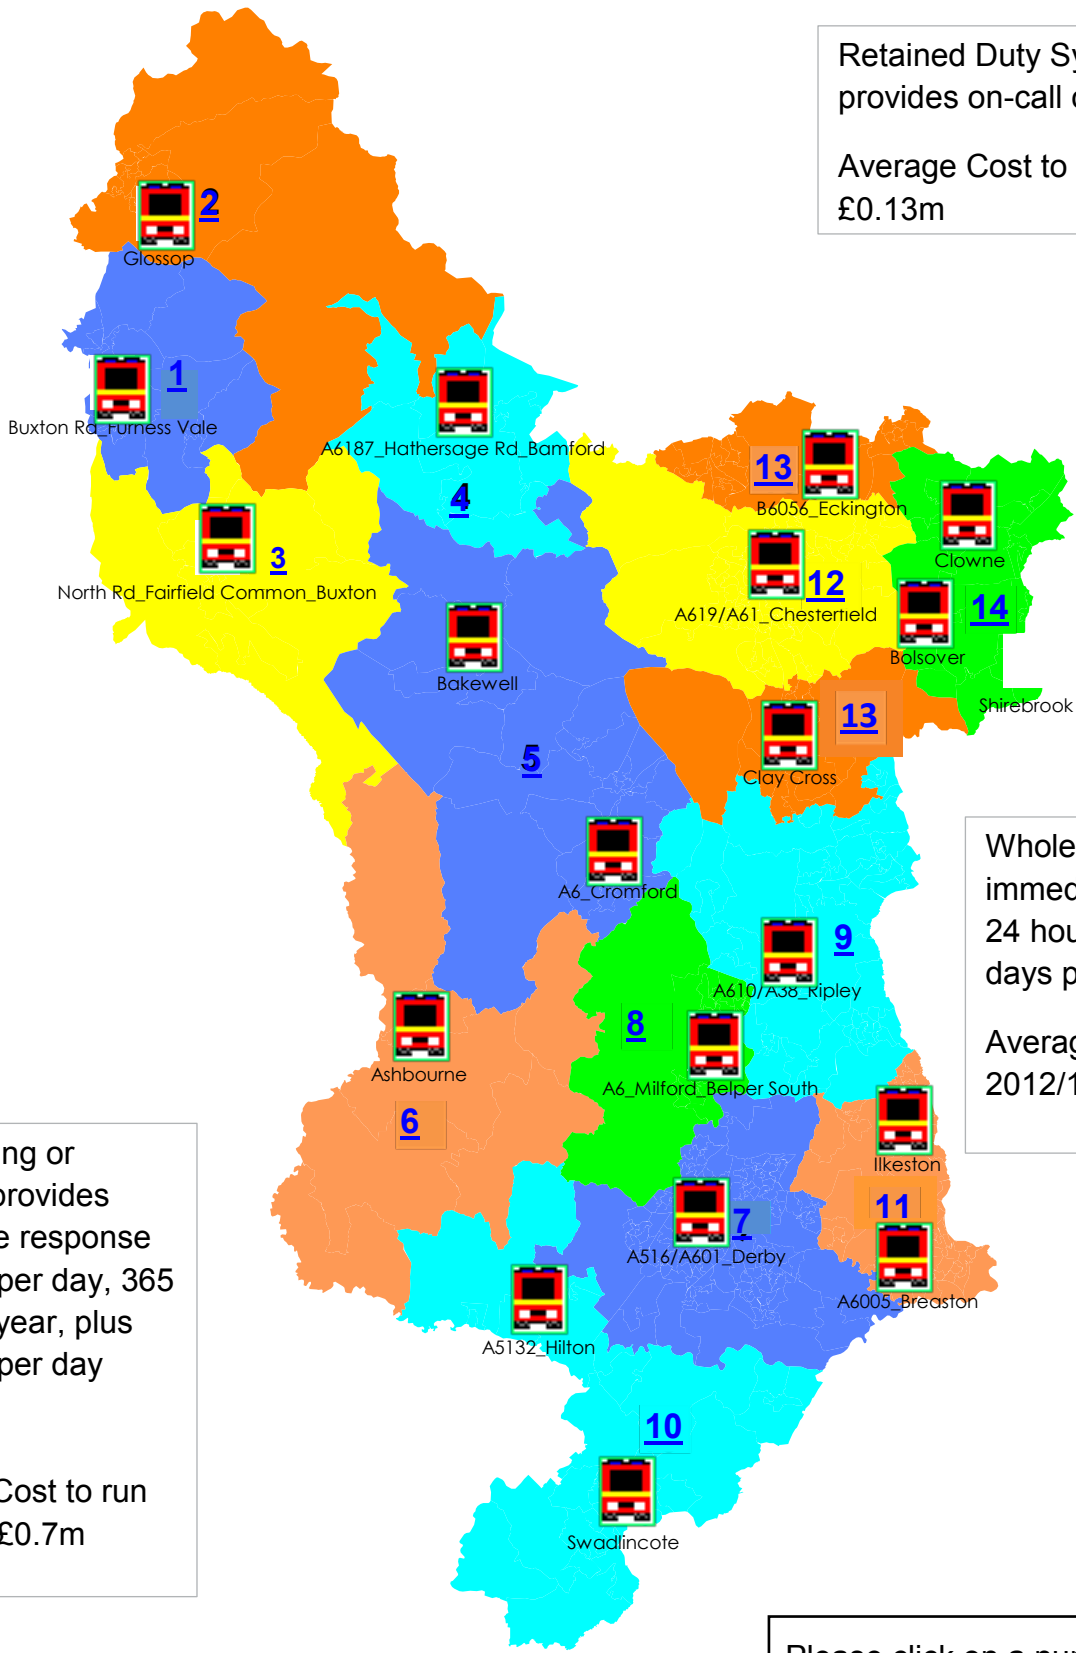 Retained Duty Sy
provides on-call
Average Cost to
£0.13m
2
Glossop
1
Buxton Rd_Furness Vale
A6187_Hathersage Rd_Bamford
4
13
B6056_Eckington
Clowne
3
North Rd_Fairfield Common_Buxton
12
A619/A61_Chesterfield
14
Bolsover
Bakewell
Shirebrook
13
Clay Cross
5
A6_Cromford
Whole
immed
24 hou
days p
Averag
2012/1
9
A610/A38_Ripley
8
A6_Milford_Belper South
Ashbourne
6
Ilkeston
11
A6005_Breaston
7
A516/A601_Derby
ing or
provides
e response
per day, 365
year, plus
per day
Cost to run
£0.7m
A5132_Hilton
10
Swadlincote
Please click on a nu